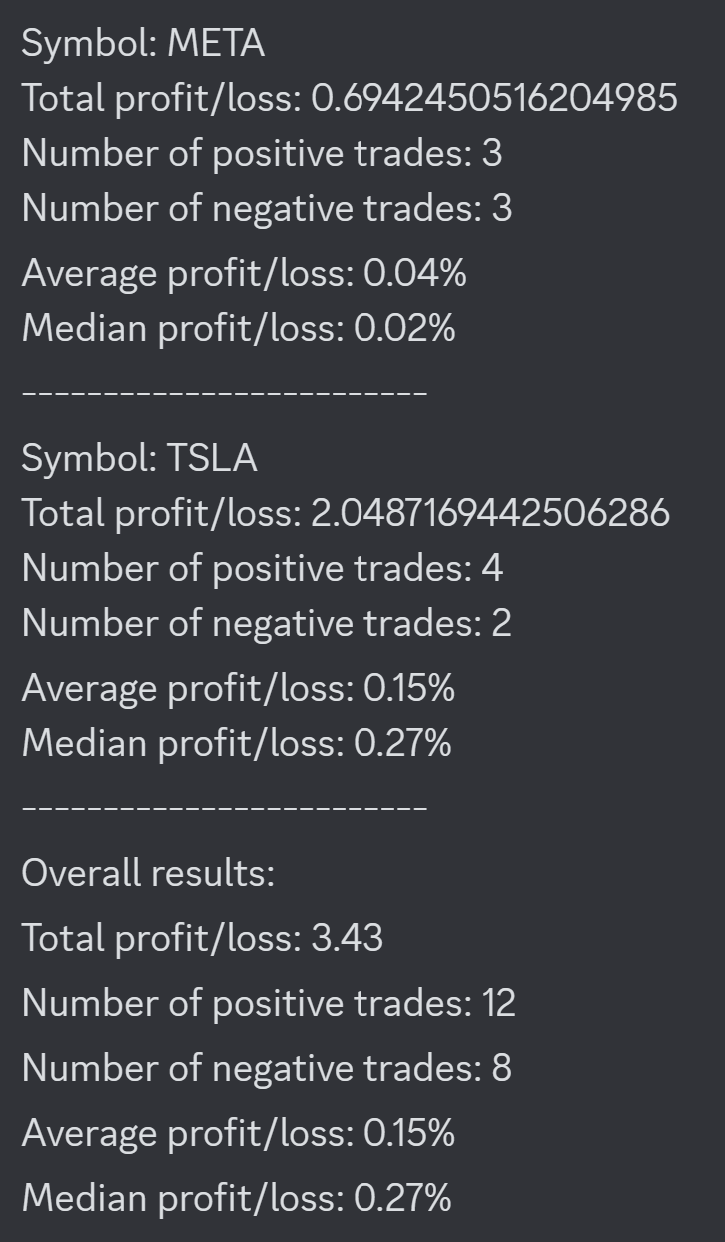 Symbol: META
Total profit/loss: 0.6942450516204985
Number of positive trades: 3
Number of negative trades: 3
Average profit/loss: 0.04%
Median profit/loss: 0.02%
-------------------------
Symbol: TSLA
Total profit/loss: 2.0487169442506286
Number of positive trades: 4
Number of negative trades: 2
Average profit/loss: 0.15%
Median profit/loss: 0.27%
-------------------------
Overall results:
Total profit/loss: 3.43
Number of positive trades: 12
Number of negative trades: 8
Average profit/loss: 0.15%
Median profit/loss: 0.27%